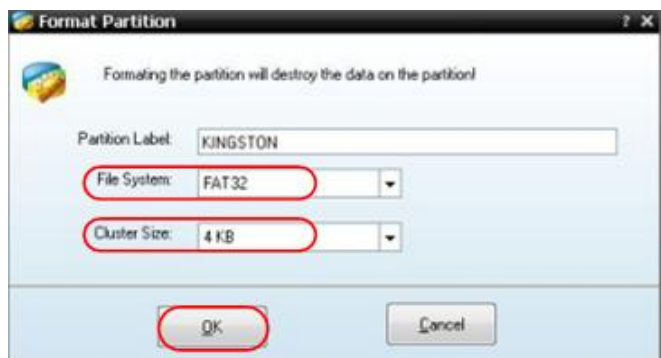 Format Partition ? X
Formating the partition will destroy the data on the partition!
Partition Label: KINGSTON
File System: FAT32
Cluster Size: 4 KB
OK Cancel